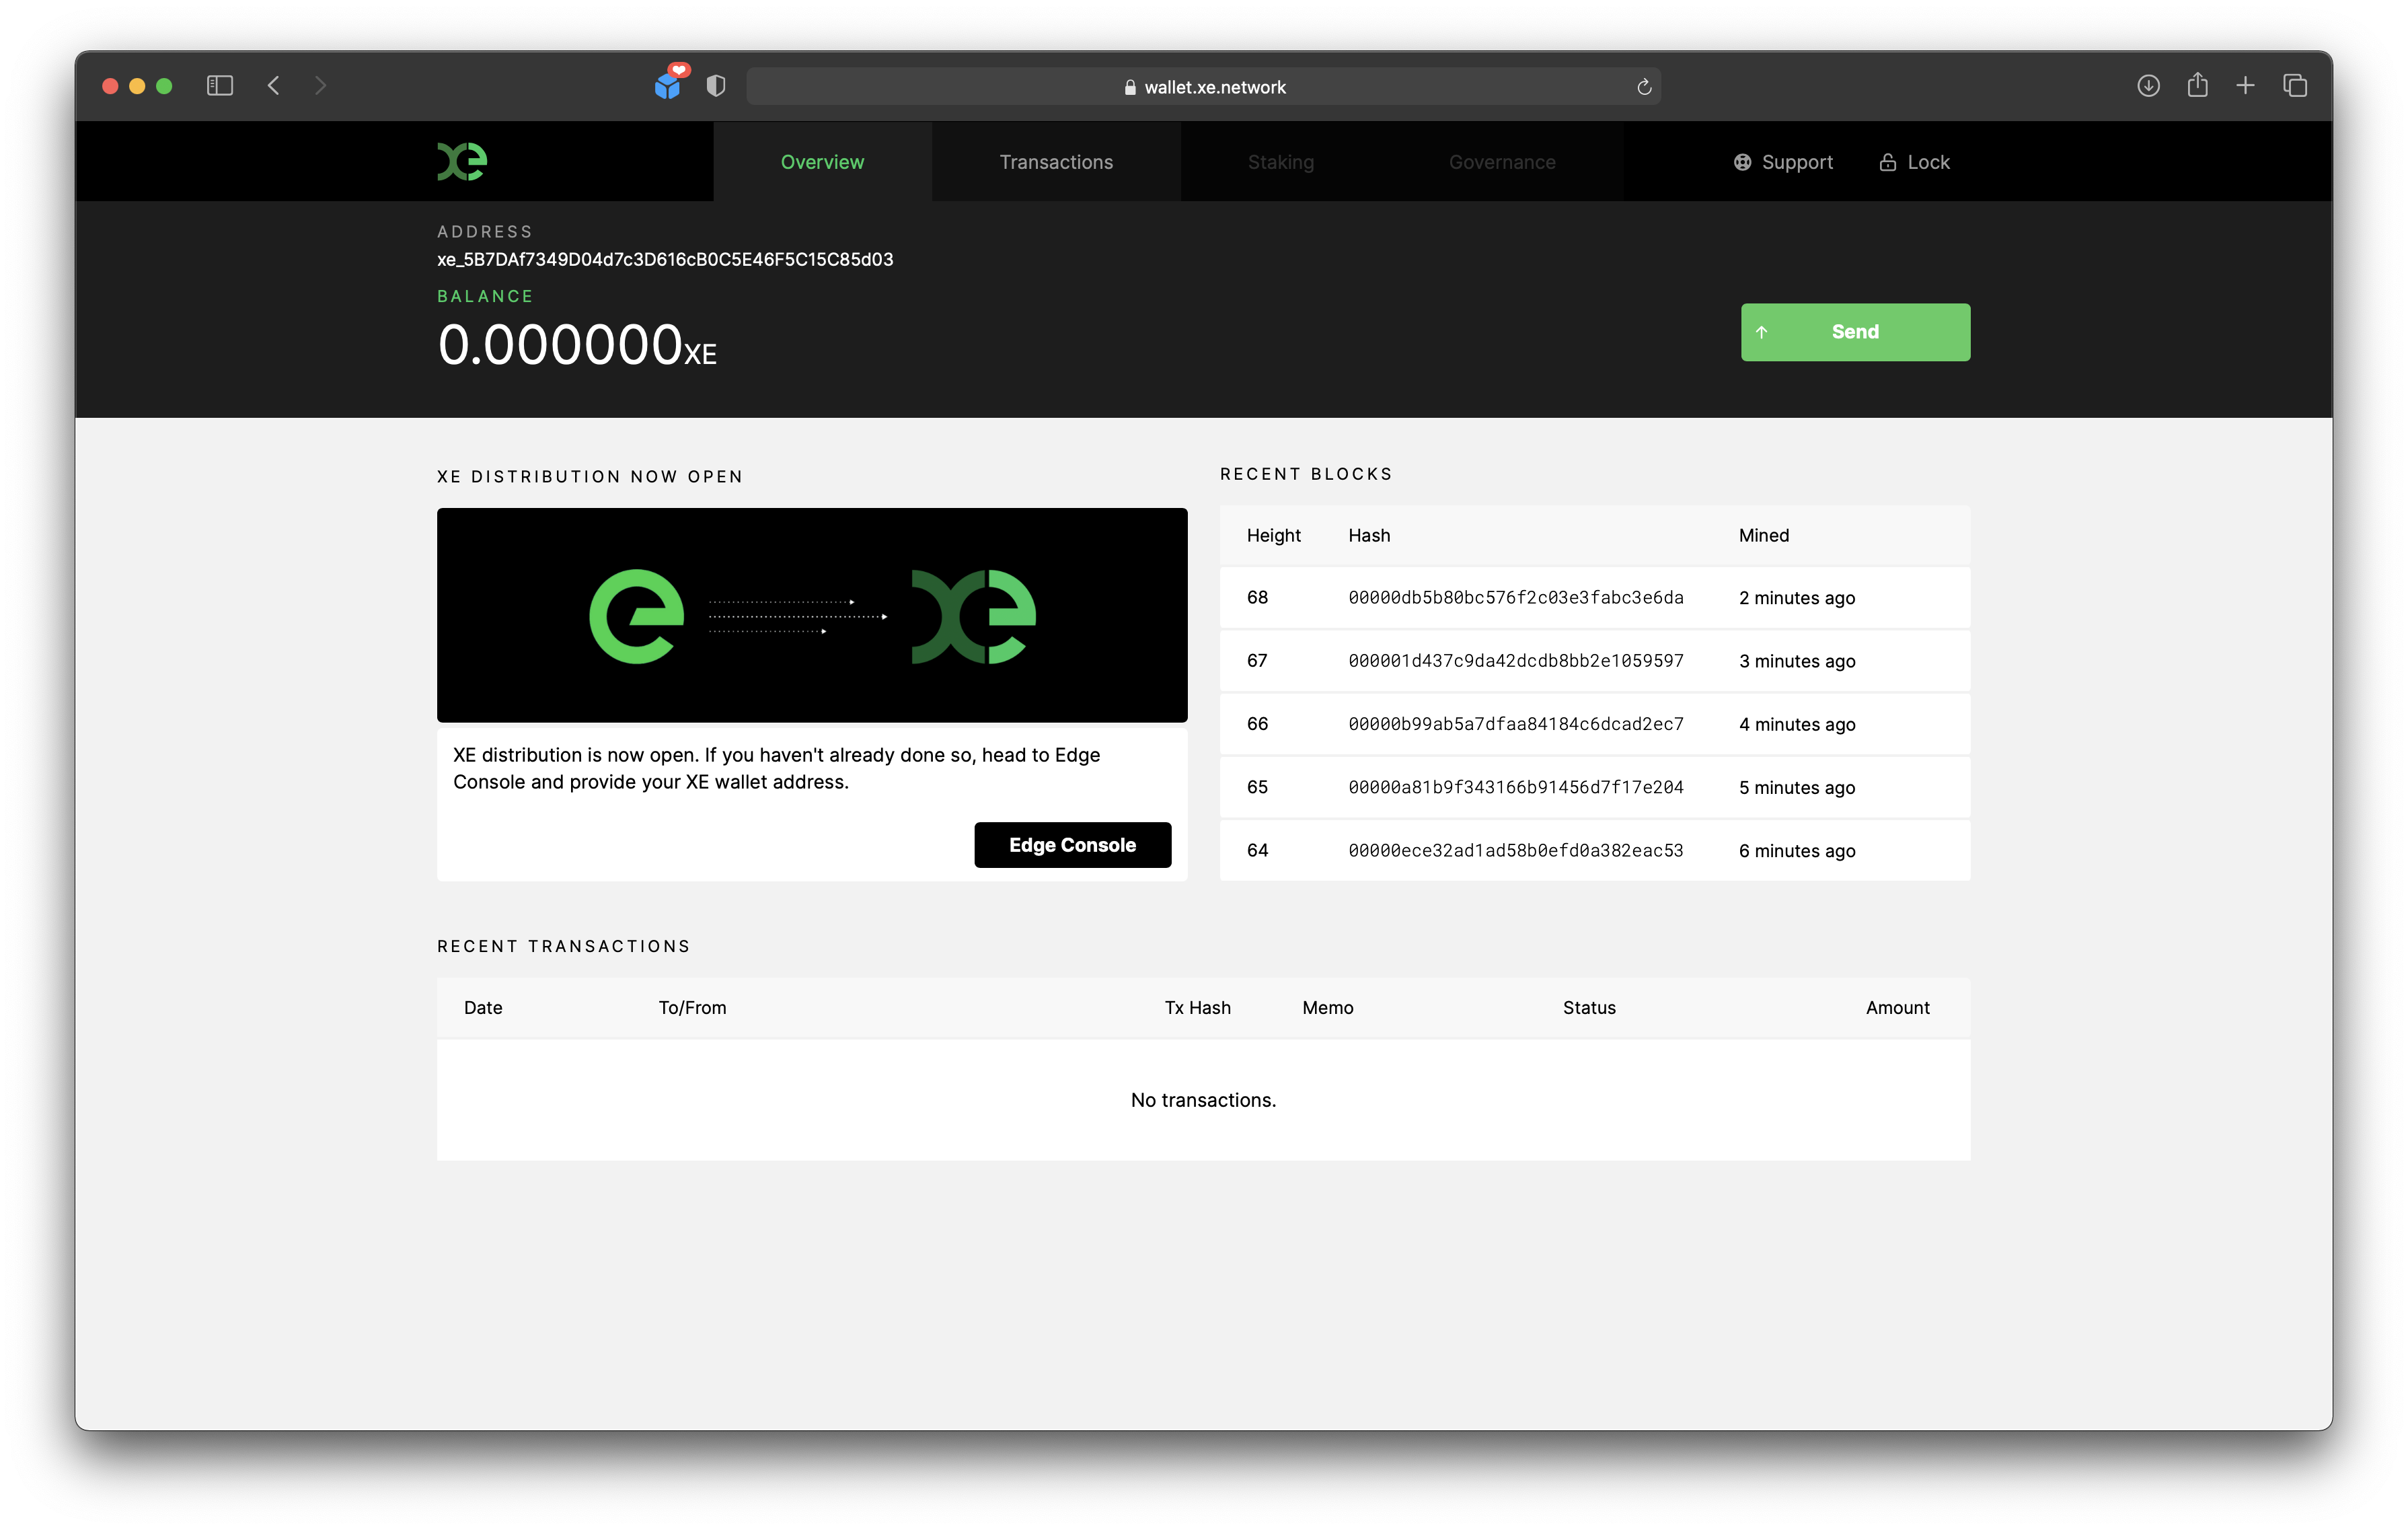 wallet.xe.network
xe
Overview
Transactions
Staking
Governance
Support
Lock
ADDRESS
xe_5B7DAf7349D04d7c3D616cB0C5E46F5C15C85d03
BALANCE
0.000000XE
Send
XE DISTRIBUTION NOW OPEN
e xe
XE distribution is now open. If you haven't already done so, head to Edge
Console and provide your XE wallet address.
Edge Console
RECENT BLOCKS
Height Hash Mined
68 00000db5b80bc576f2c03e3fabc3e6da 2 minutes ago
67 000001d437c9da42dcdb8bb2e1059597 3 minutes ago
66 00000b99ab5a7dfaa84184c6dcad2ec7 4 minutes ago
65 00000a81b9f343166b91456d7f17e204 5 minutes ago
64 00000ece32ad1ad58b0efd0a382eac53 6 minutes ago
RECENT TRANSACTIONS
Date To/From Tx Hash Memo Status Amount
No transactions.